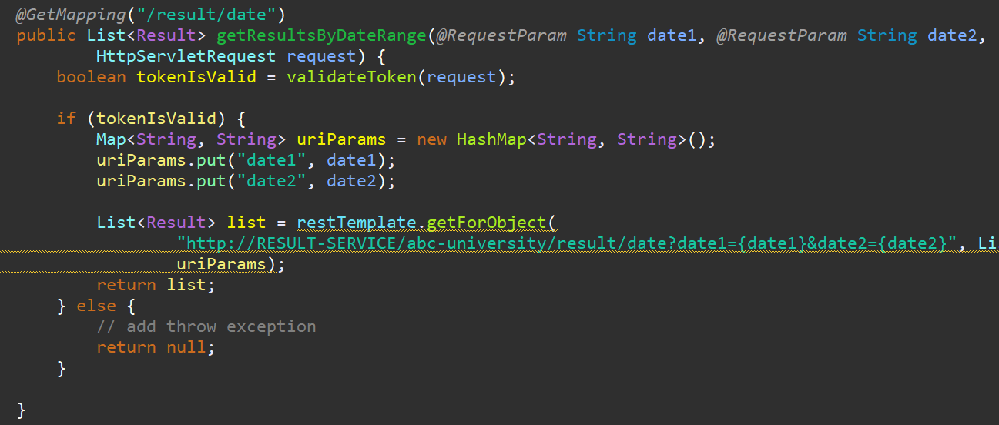 @GetMapping("/result/date")
public List<Result> getResultsByDateRange(@RequestParam String date1, @RequestParam String date2,
HttpServletRequest request) {
boolean tokenIsValid = validateToken(request);
if (tokenIsValid) {
Map<String, String> uriParams = new HashMap<String, String>();
uriParams.put("date1", date1);
uriParams.put("date2", date2);
List<Result> list = restTemplate.getForObject(
"http://RESULT-SERVICE/abc-university/result/date?date1={date1}&date2={date2}", Li
uriParams);
return list;
} else {
// add throw exception
return null;
}
}